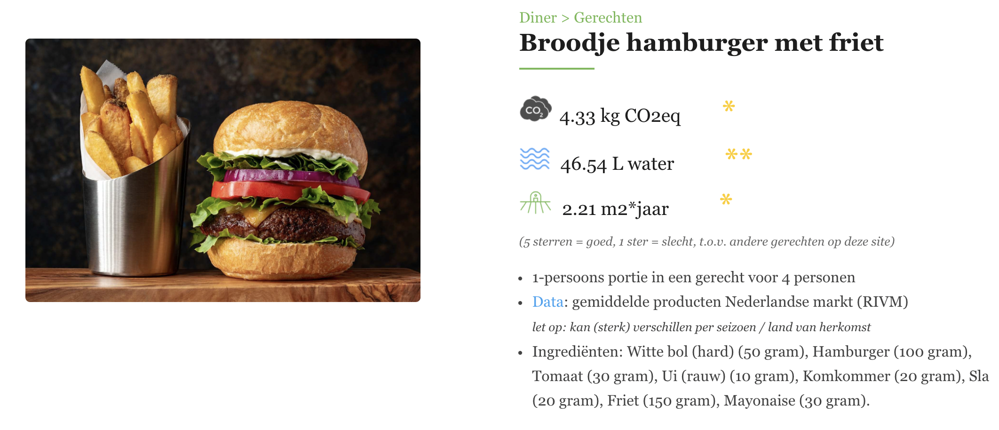 Diner > Gerechten
Broodje hamburger met friet
CO2
4.33 kg CO2eq *
46.54 L water **
2.21 m2*jaar *
(5 sterren = goed, 1 ster = slecht, t.o.v. andere gerechten op deze site)
• 1-persoons portie in een gerecht voor 4 personen
• Data: gemiddelde producten Nederlandse markt (RIVM)
let op: kan (sterk) verschillen per seizoen / land van herkomst
• Ingrediënten: Witte bol (hard) (50 gram), Hamburger (100 gram),
Tomaat (30 gram), Ui (rauw) (10 gram), Komkommer (20 gram), Sla
(20 gram), Friet (150 gram), Mayonaise (30 gram).